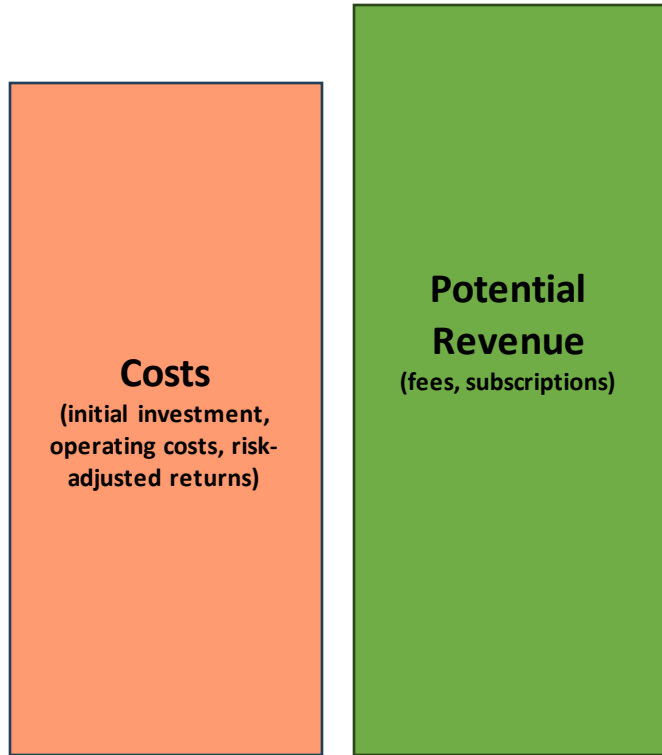 Costs
(initial investment,
operating costs, risk-
adjusted returns)
Potential
Revenue
(fees, subscriptions)